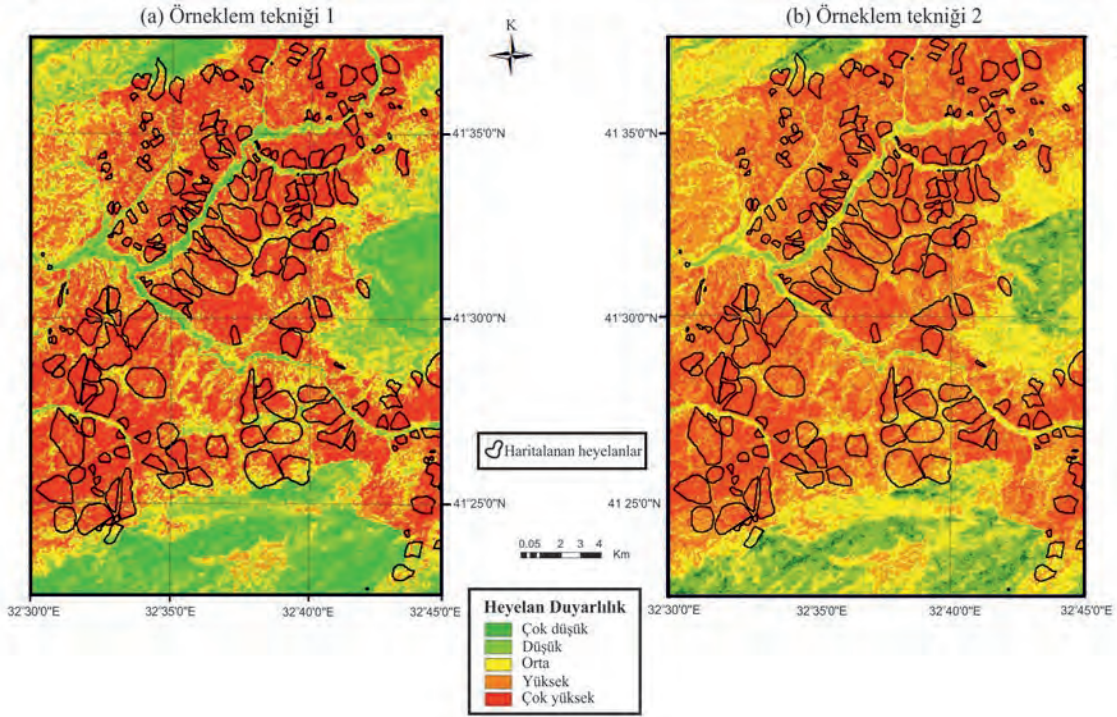 (a) Örneklem tekniği 1
(b) Örneklem tekniği 2
K
41°35'0"N
41°35'0"N
41°30'0"N
41°30'0"N
Haritalanan heyelanlar
41°25'0"N
41°25'0"N
0 0.5 1 2 3 4
Km
32°30'0"E
32°35'0"E
32°40'0"E
32°45'0"E
32°30'0"E
32°35'0"E
32°40'0"E
32°45'0"E
Heyelan Duyarlılık
Çok düşük
Düşük
Orta
Yüksek
Çok yüksek